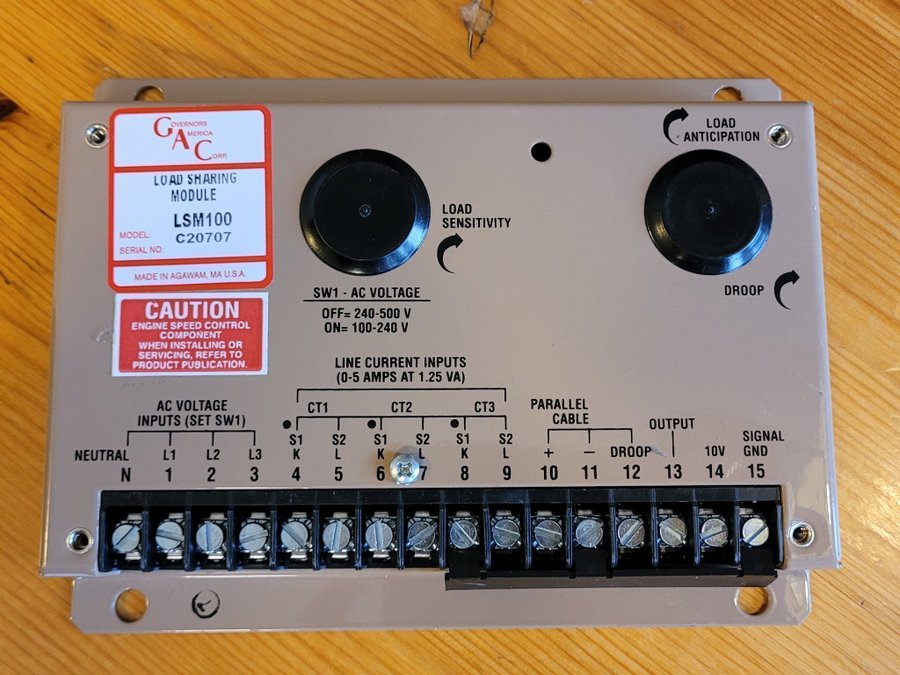 GOVERNORS
AMERICA
CORP.
LOAD SHARING
MODULE
LSM100
MODEL:
C20707
SERIAL NO:
MADE IN AGAWAM, MA U.S.A.
CAUTION
ENGINE SPEED CONTROL
COMPONENT
WHEN INSTALLING OR
SERVICING, REFER TO
PRODUCT PUBLICATION.
LOAD
SENSITIVITY
LOAD
ANTICIPATION
DROOP
SW1 - AC VOLTAGE
OFF= 240-500 V
ON= 100-240 V
LINE CURRENT INPUTS
(0-5 AMPS AT 1.25 VA)
CT1 CT2 CT3
AC VOLTAGE
INPUTS (SET SW1)
PARALLEL
CABLE
OUTPUT
SIGNAL
GND
S1 S2 S1 S2 S1 S2
NEUTRAL L1 L2 L3 K L K L K L + – DROOP 10V
N 1 2 3 4 5 6 7 8 9 10 11 12 13 14 15